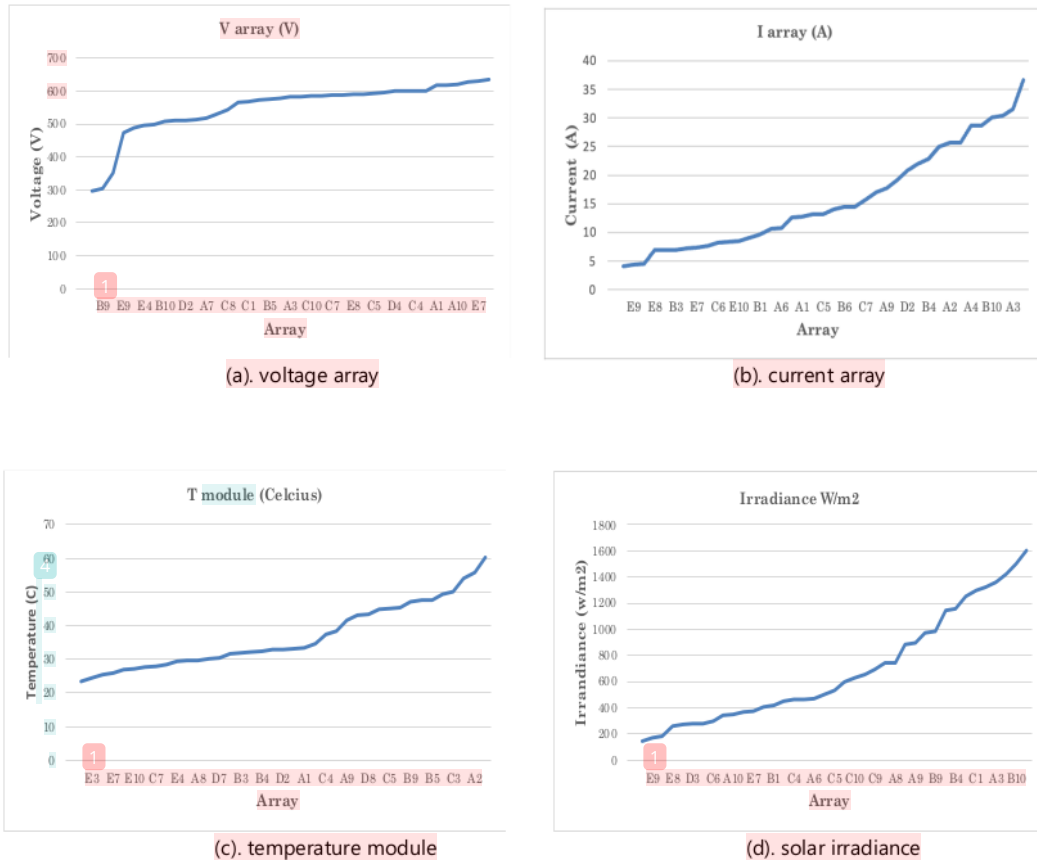 V array (V)
700
600
500
400
300
200
100
0
Voltage (V)
1
B9 E9 E4 B10 D2 A7 C8 C1 B5 A3 C10 C7 E8 C5 D4 C4 A1 A10 E7
Array
(a). voltage array
I array (A)
40
35
30
25
20
15
10
5
0
Current (A)
E9 E8 B3 E7 C6 E10 B1 A6 A1 C5 B6 C7 A9 D2 B4 A2 A4 B10 A3
Array
(b). current array
T module (Celcius)
70
60
50
40
30
20
10
0
4
Temperature (C)
1
E3 E7 E10 C7 E4 A8 D7 B3 B4 D2 A1 C4 A9 D8 C5 B9 B5 C3 A2
Array
(c). temperature module
Irradiance W/m2
1800
1600
1400
1200
1000
800
600
400
200
0
Irrandiance (w/m2)
1
E9 E8 D3 C6 A10 E7 B1 C4 A6 C5 C10 C9 A8 A9 B9 B4 C1 A3 B10
Array
(d). solar irradiance